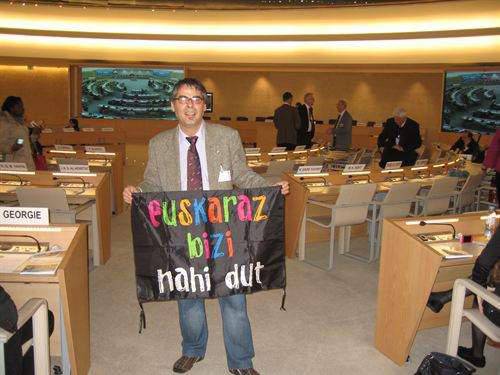 GEORGIE
euskaraz
bizi
nahi dut